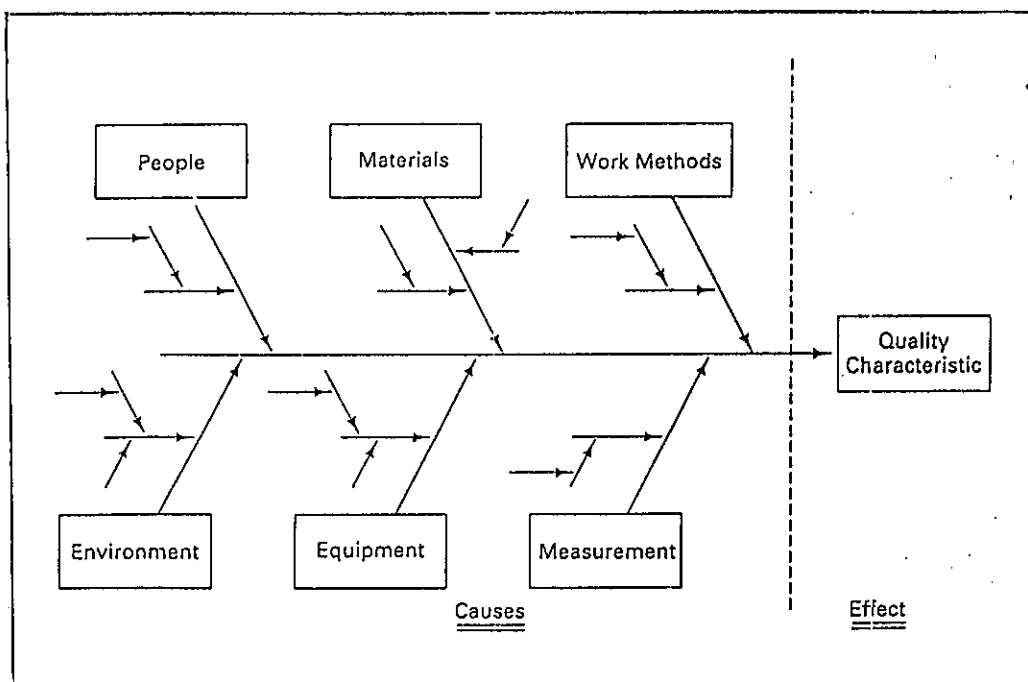 People
Materials
Work Methods
Quality
Characteristic
Environment
Equipment
Measurement
Causes
Effect